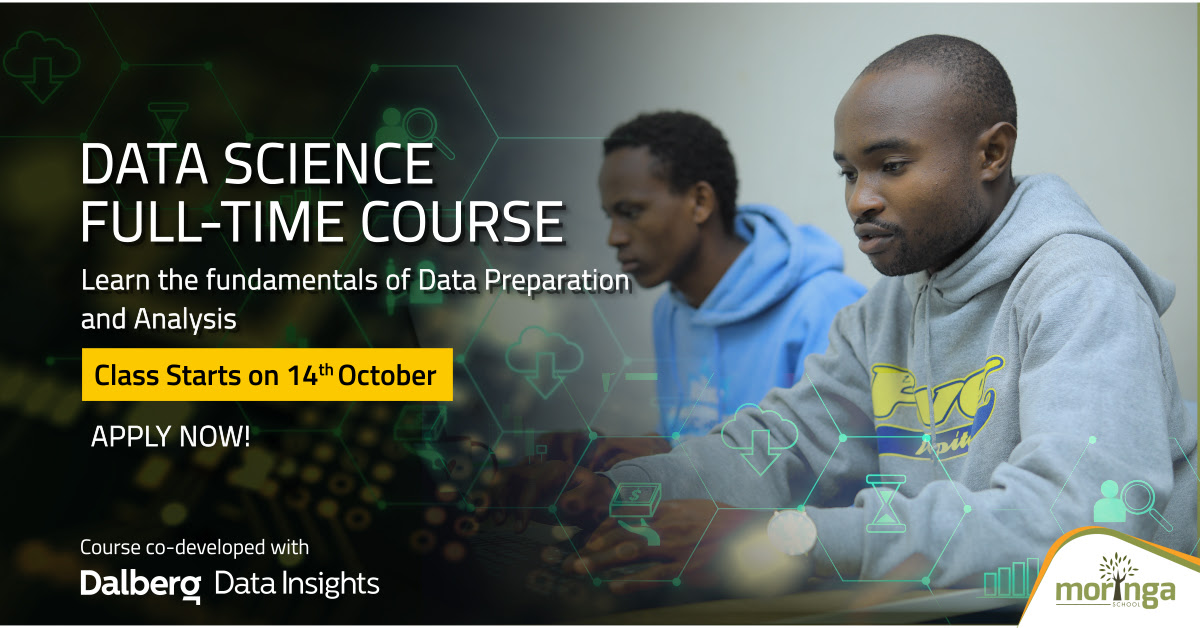 DATA SCIENCE
FULL-TIME COURSE
Learn the fundamentals of Data Preparation
and Analysis
Class Starts on 14th October
APPLY NOW!
Course co-developed with
Dalberg Data Insights
moringa
SCHOOL